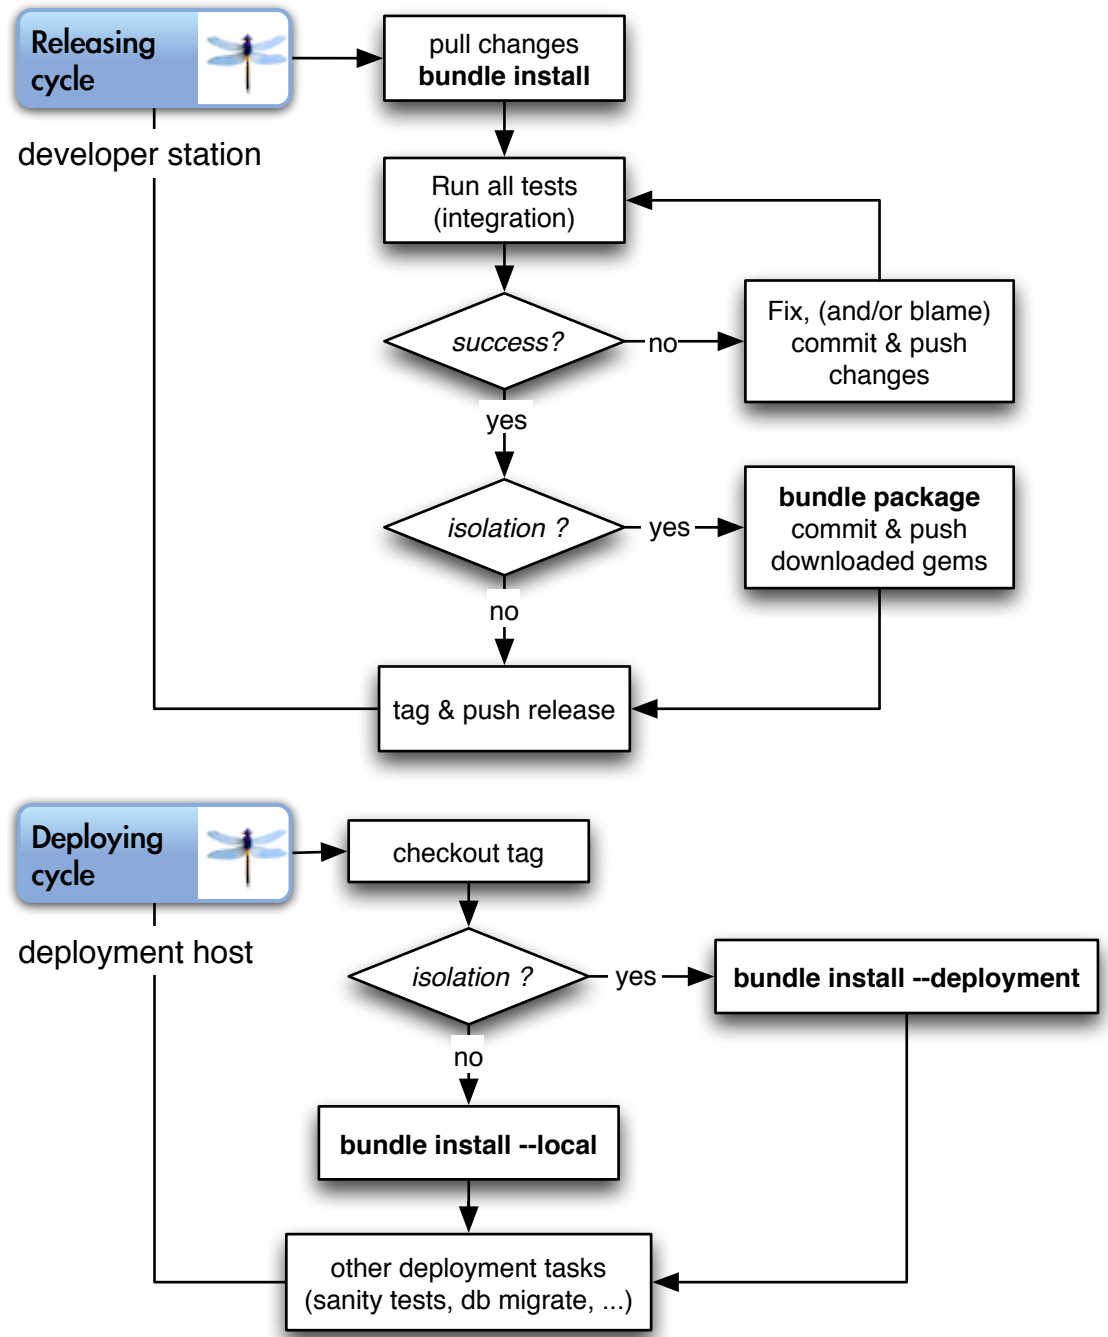 Releasing
cycle
developer station
pull changes
bundle install
Run all tests
(integration)
success?
no
Fix, (and/or blame)
commit & push
changes
yes
isolation ?
yes
bundle package
commit & push
downloaded gems
no
tag & push release
Deploying
cycle
deployment host
checkout tag
isolation ?
yes
bundle install --deployment
no
bundle install --local
other deployment tasks
(sanity tests, db migrate, ...)